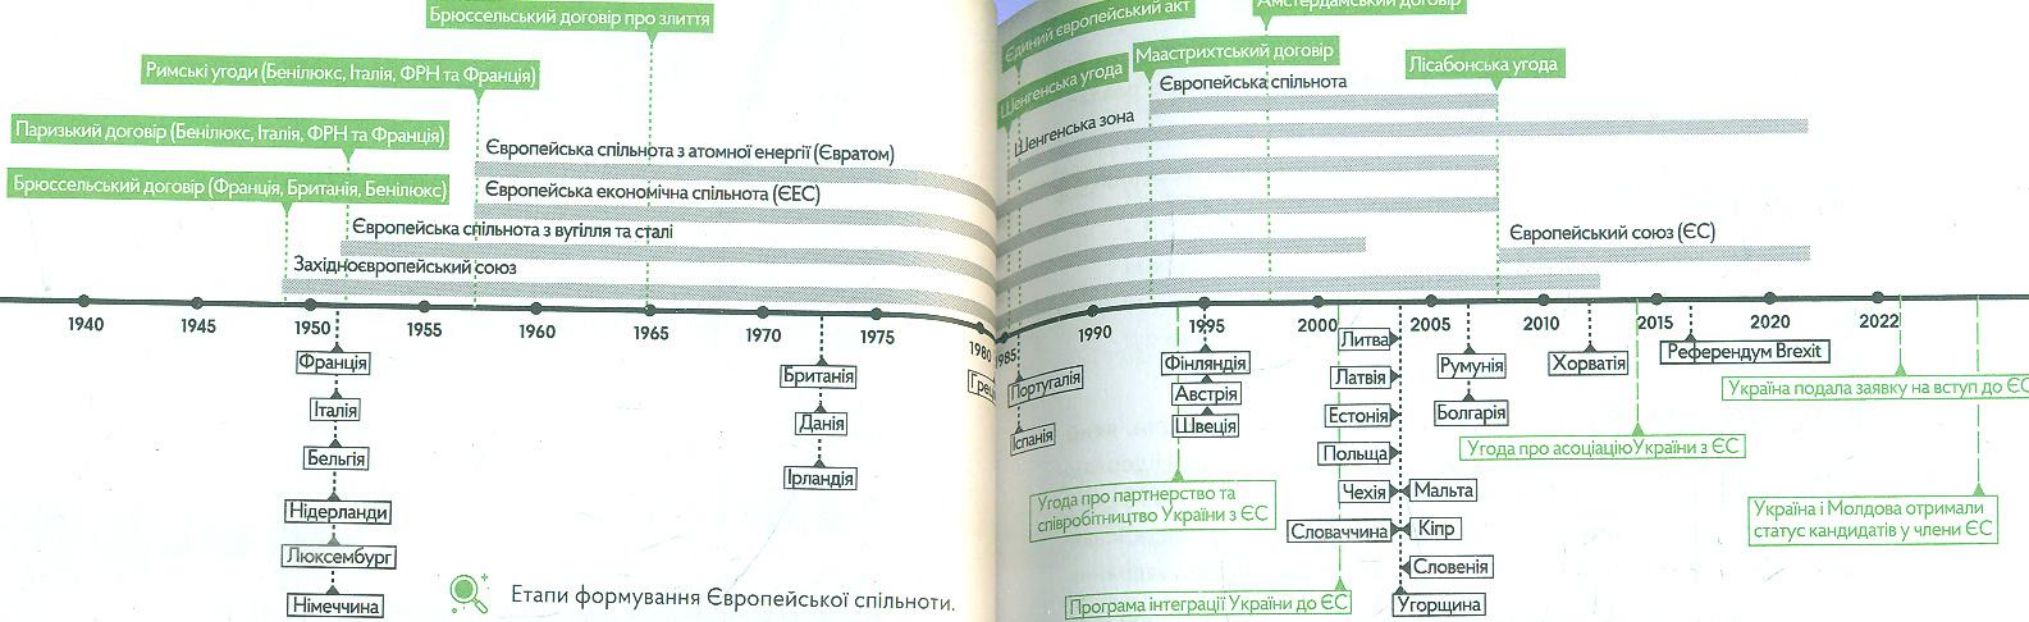 Брюссельський договір про злиття
Римські угоди (Бенілюкс, Італія, ФРН та Франція)
Паризький договір (Бенілюкс, Італія, ФРН та Франція)
Брюссельський договір (Франція, Британія, Бенілюкс)
Європейська спільнота з атомної енергії (Євратом)
Європейська економічна спільнота (ЄЕС)
Європейська спільнота з вугілля та сталі
Західноєвропейський союз
Єдиний європейський акт
Амстердамський договір
Шенгенська угода
Маастрихтський договір
Лісабонська угода
Європейська спільнота
Шенгенська зона
Європейський союз (ЄС)
1940
1945
1950
1955
1960
1965
1970
1975
1980
1985
1990
1995
2000
2005
2010
2015
2020
2022
Франція
Італія
Бельгія
Нідерланди
Люксембург
Німеччина
Британія
Данія
Ірландія
Португалія
Іспанія
Фінляндія
Австрія
Швеція
Литва
Латвія
Естонія
Польща
Чехія
Словаччина
Мальта
Кіпр
Словенія
Угорщина
Румунія
Болгарія
Хорватія
Референдум Brexit
Україна подала заявку на вступ до ЄС
Угода про асоціацію України з ЄС
Угода про партнерство та
співробітництво України з ЄС
Україна і Молдова отримали
статус кандидатів у члени ЄС
Програма інтеграції України до ЄС
Етапи формування Європейської спільноти.